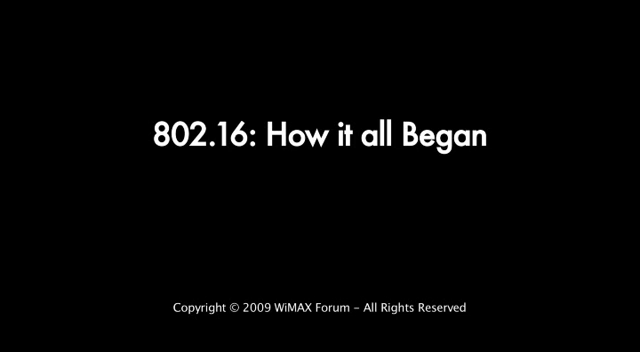 802.16: How it all Began
Copyright © 2009 WiMAX Forum – All Rights Reserved